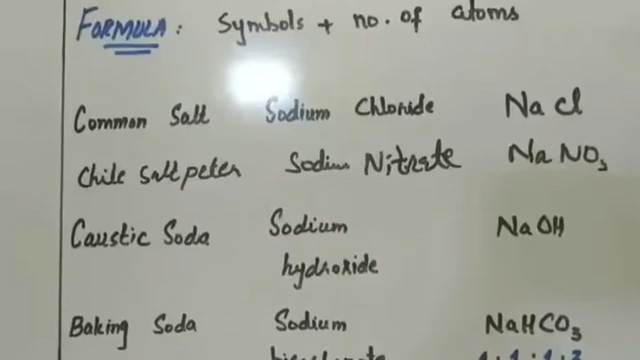 FORMULA: Symbols + no. of atoms
Common Salt Sodium Chloride NaCl
Chile Saltpeter Sodium Nitrate NaNO₃
Caustic Soda Sodium NaOH
hydroxide
Baking Soda Sodium NaHCO₃